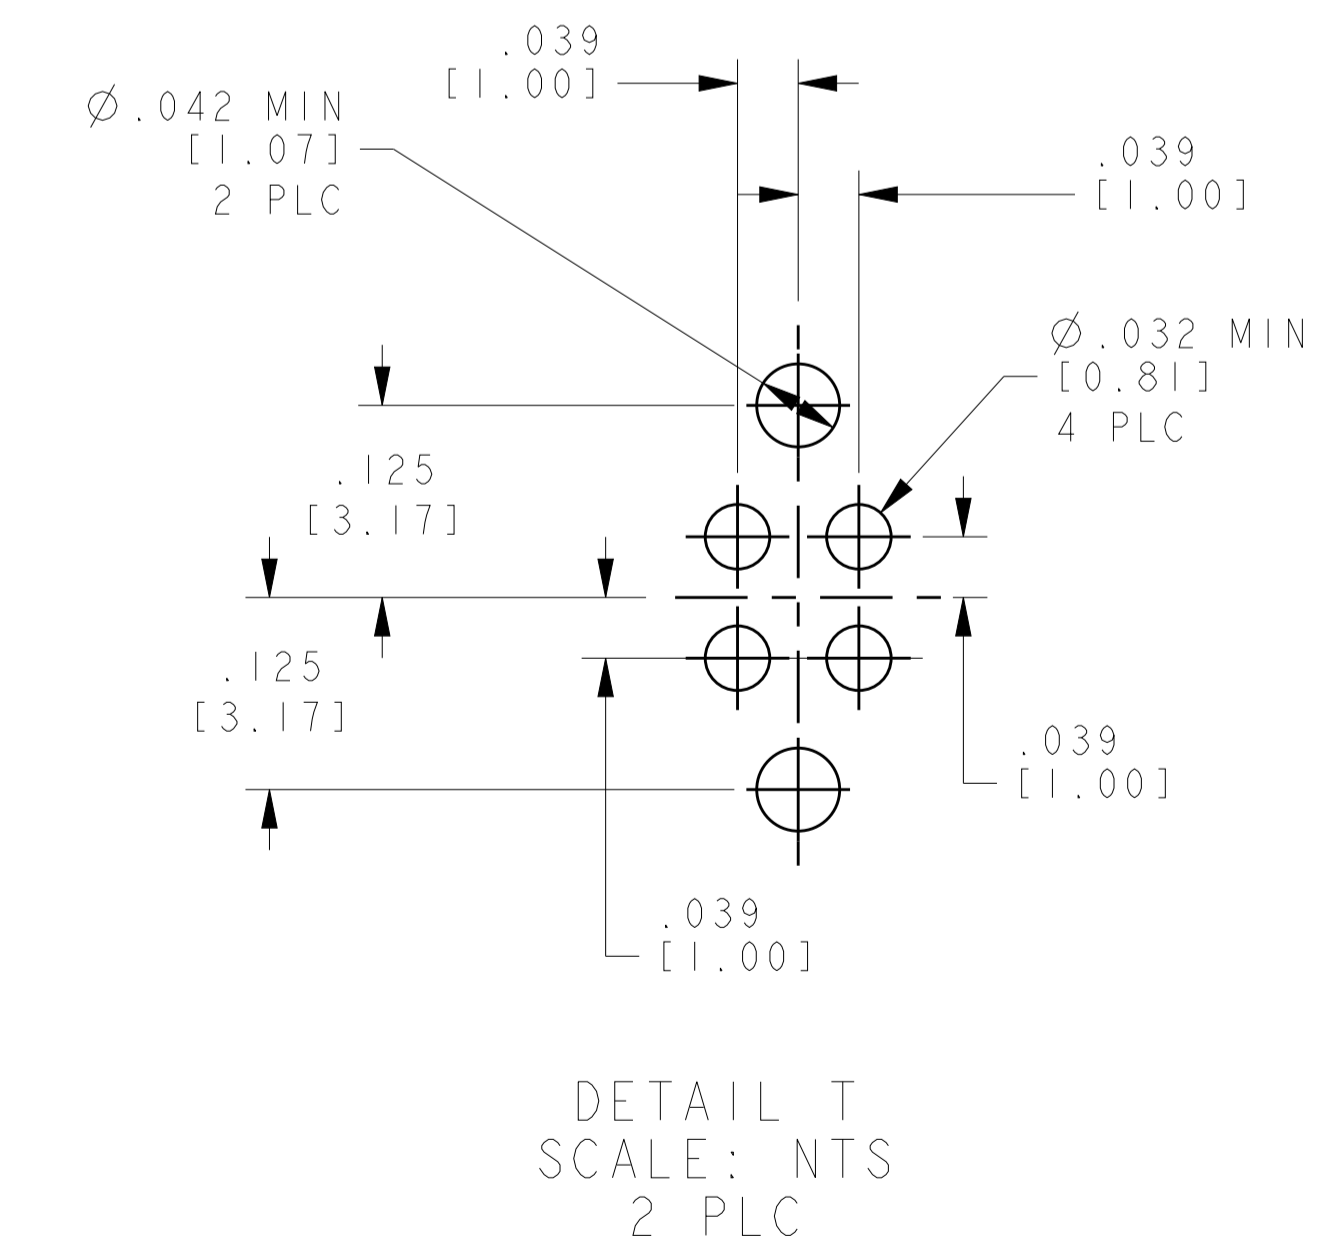 .039
[1.00]
Ø.042 MIN
[1.07]
2 PLC
.039
[1.00]
Ø.032 MIN
[0.81]
4 PLC
.125
[3.17]
.125
[3.17]
.039
[1.00]
.039
[1.00]
DETAIL T
SCALE: NTS
2 PLC